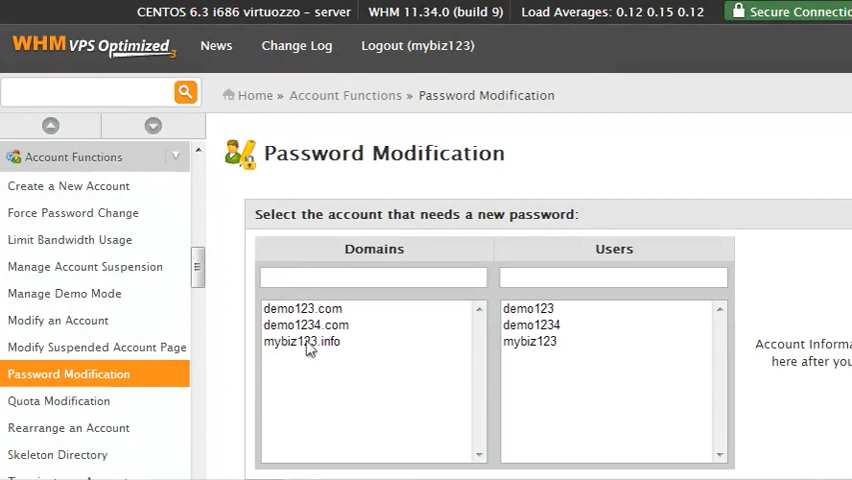 CENTOS 6.3 i686 virtuozzo - server
WHM 11.34.0 (build 9)
Load Averages: 0.12 0.15 0.12
WHM VPS Optimized 3
News
Change Log
Logout (mybiz123)
Home » Account Functions » Password Modification
Account Functions
Create a New Account
Force Password Change
Limit Bandwidth Usage
Manage Account Suspension
Manage Demo Mode
Modify an Account
Modify Suspended Account Page
Password Modification
Quota Modification
Rearrange an Account
Skeleton Directory
Password Modification
Select the account that needs a new password:
Domains
Users
demo123.com
demo1234.com
mybiz123.info
demo123
demo1234
mybiz123
Account
here after